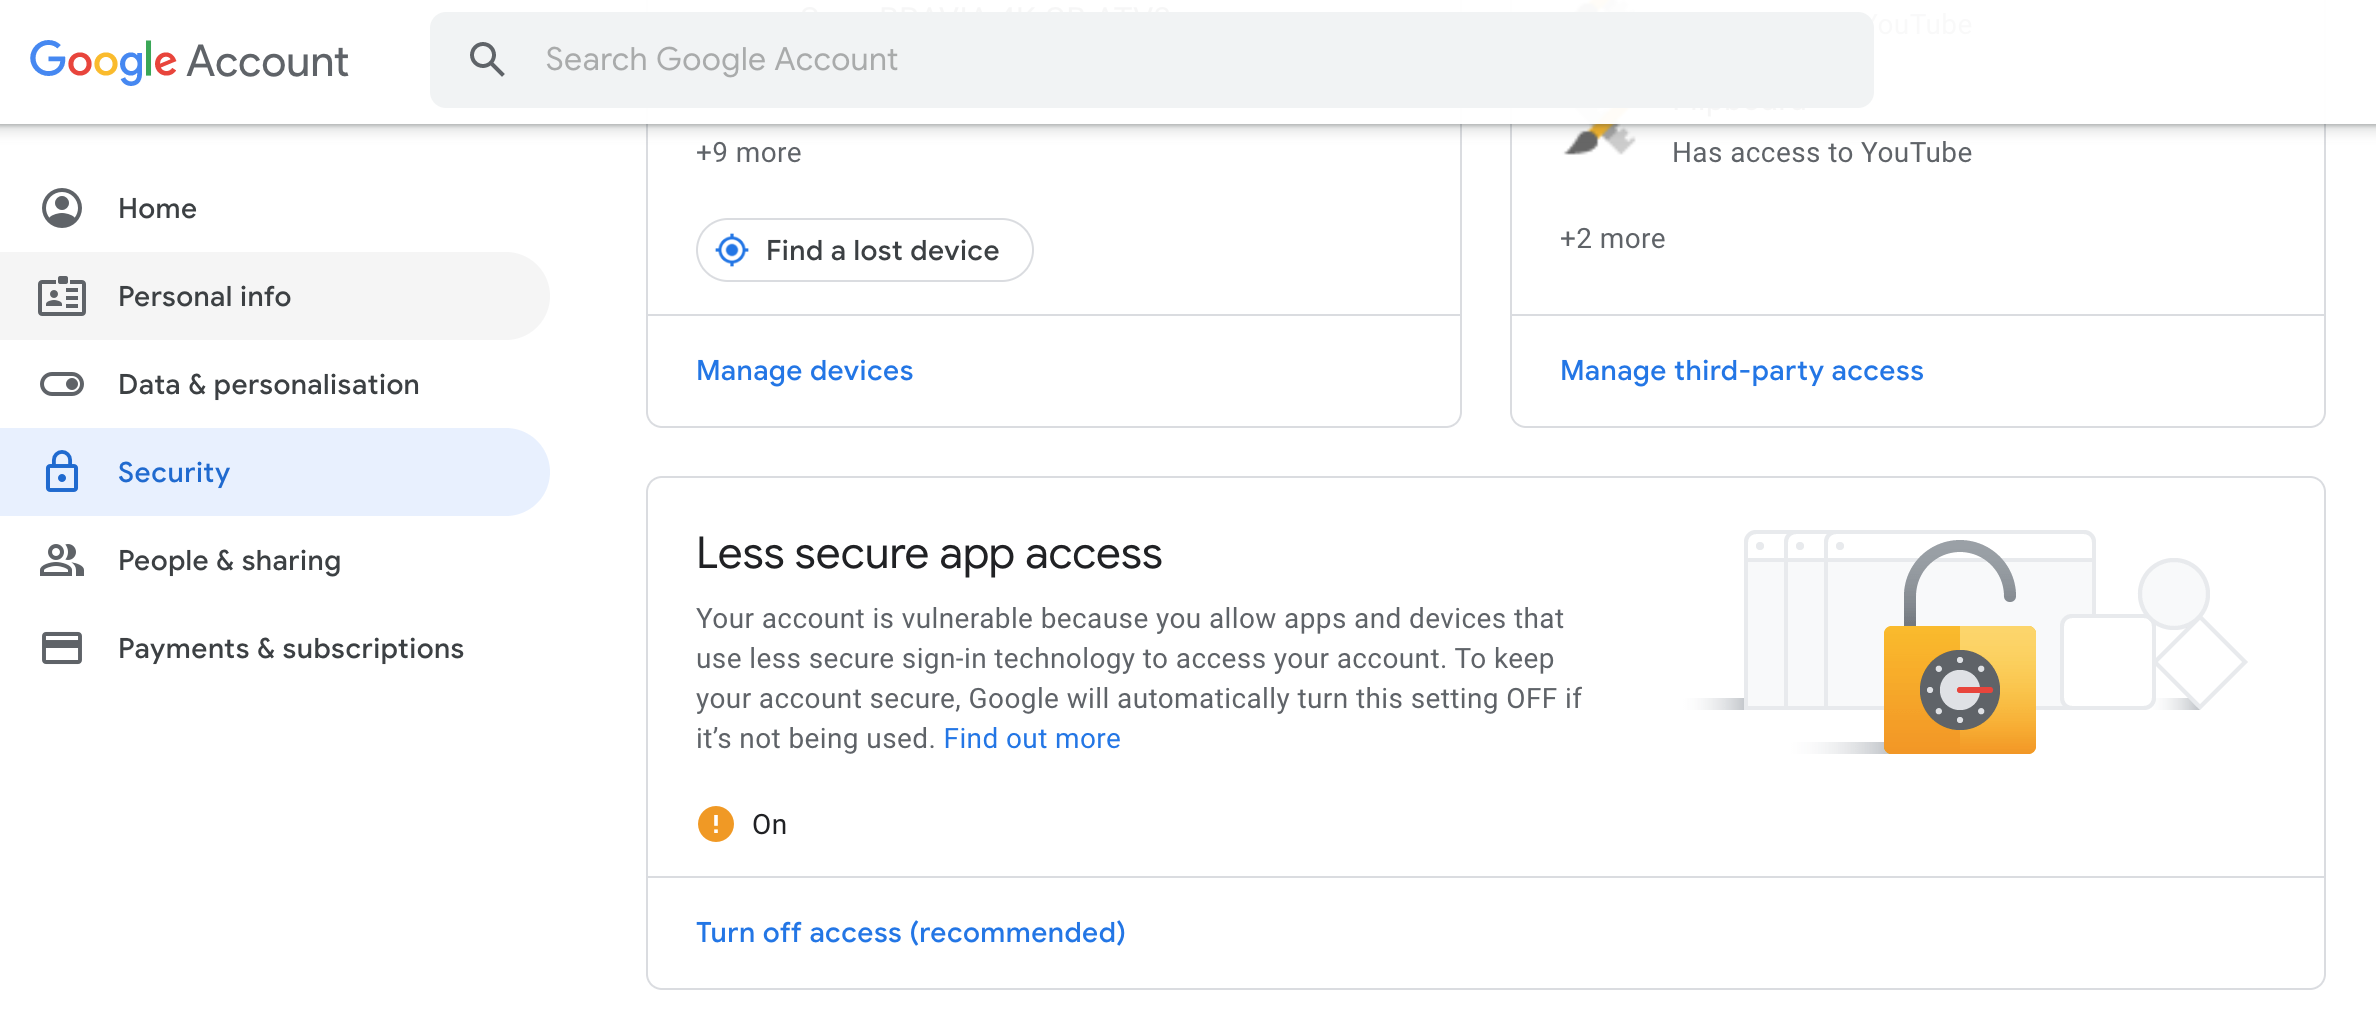 Google Account
Search Google Account
YouTube
Home
Personal info
Data & personalisation
Security
People & sharing
Payments & subscriptions
+9 more
Find a lost device
Manage devices
Has access to YouTube
+2 more
Manage third-party access
Less secure app access
Your account is vulnerable because you allow apps and devices that
use less secure sign-in technology to access your account. To keep
your account secure, Google will automatically turn this setting OFF if
it’s not being used. Find out more
On
Turn off access (recommended)